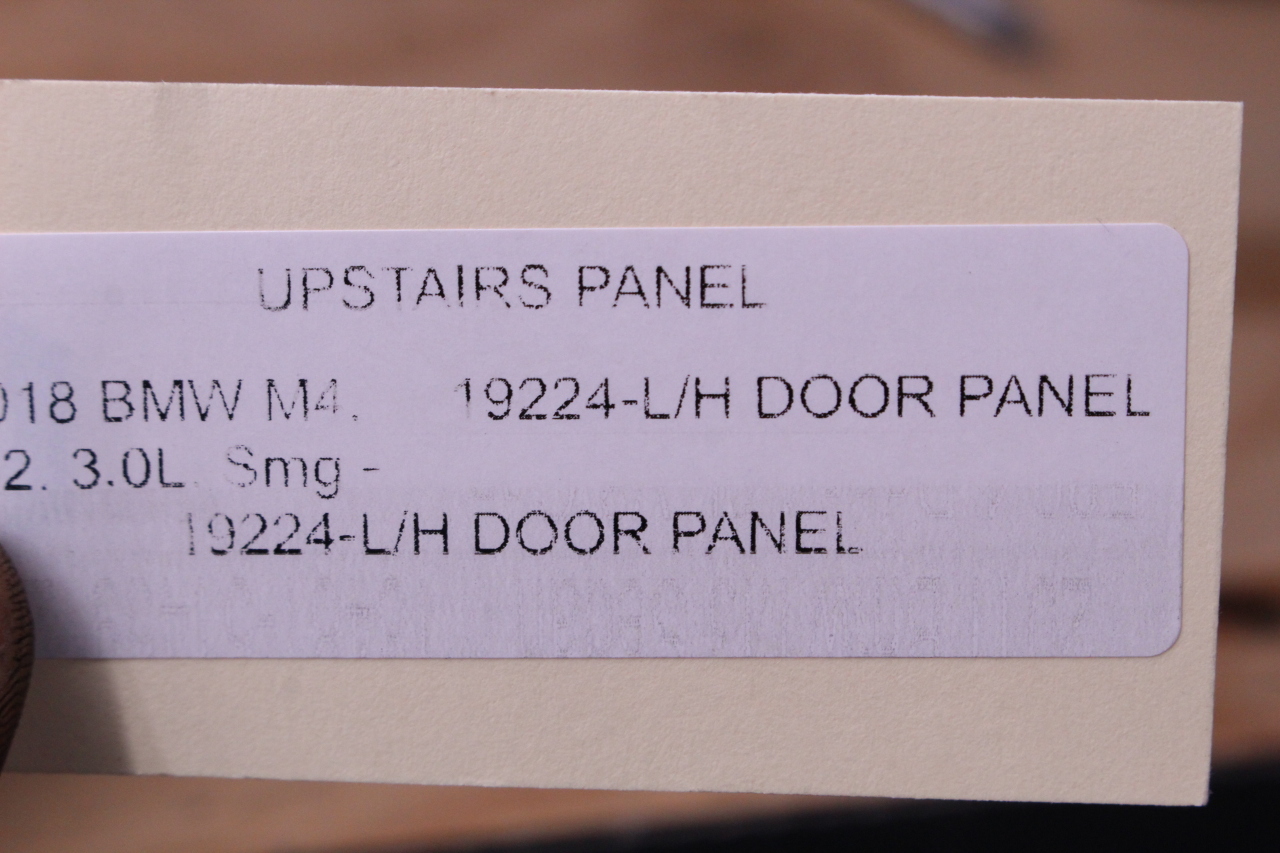 UPSTAIRS PANEL
018 BMW M4, 19224-L/H DOOR PANEL
2. 3.0L. Smg -
19224-L/H DOOR PANEL